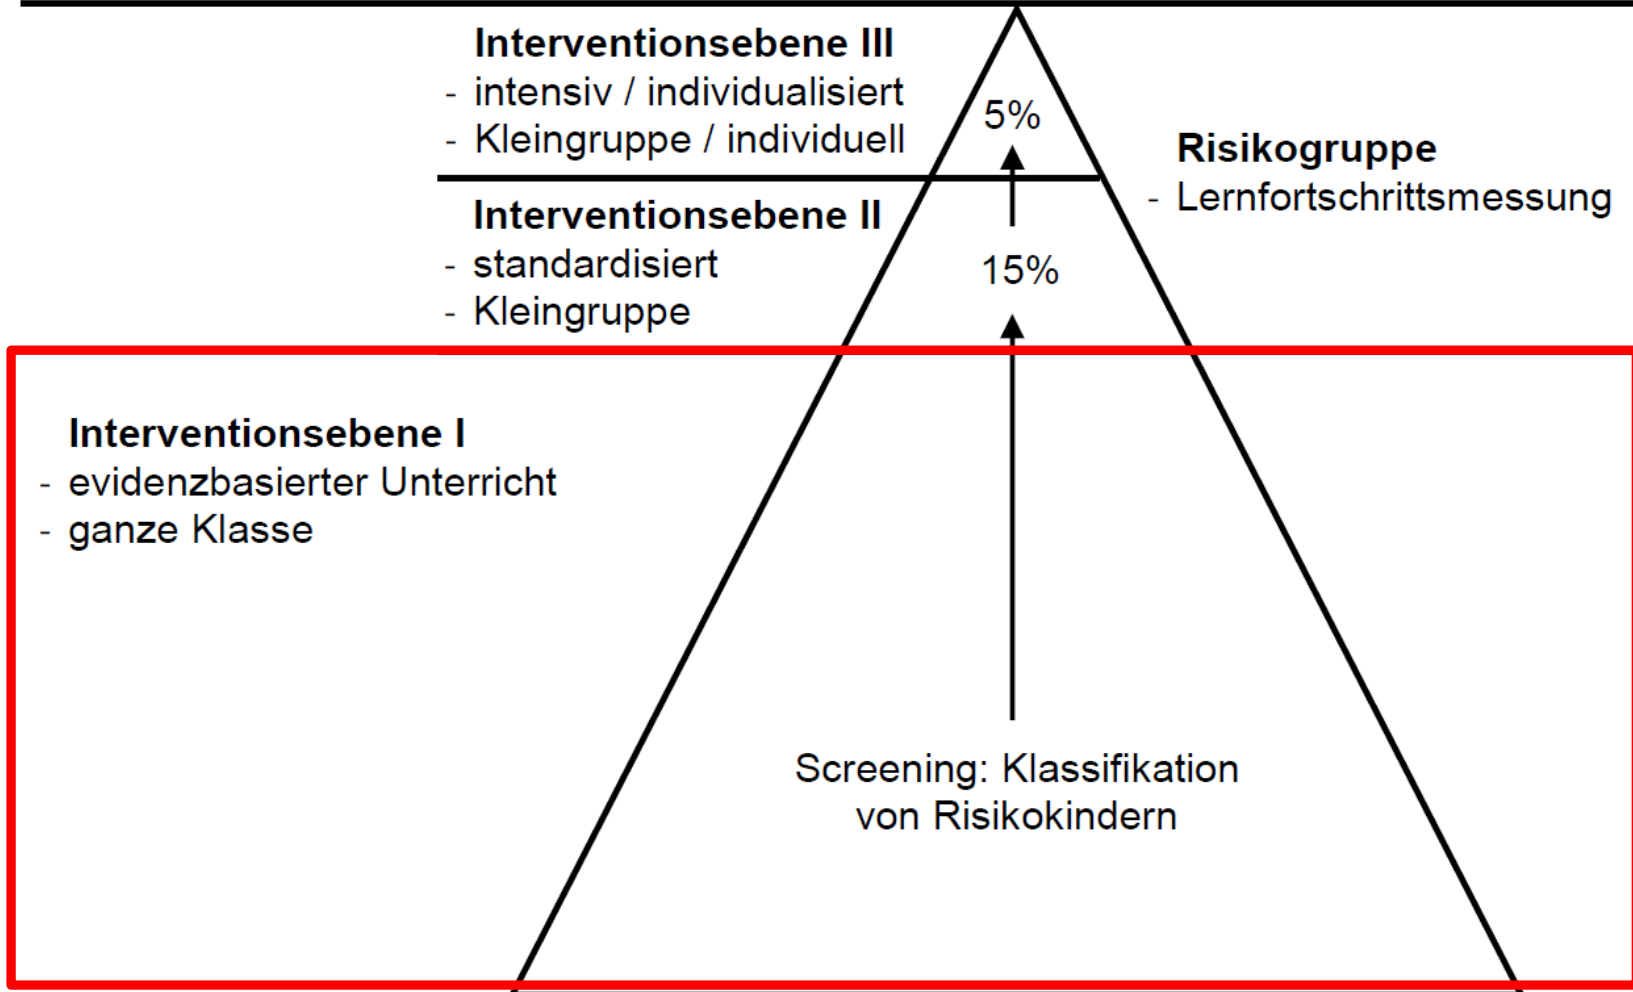 Interventionsebene III
- intensiv / individualisiert
- Kleingruppe / individuell
5%
Risikogruppe
- Lernfortschrittsmessung
Interventionsebene II
- standardisiert
- Kleingruppe
15%
Interventionsebene I
- evidenzbasierter Unterricht
- ganze Klasse
Screening: Klassifikation
von Risikokindern